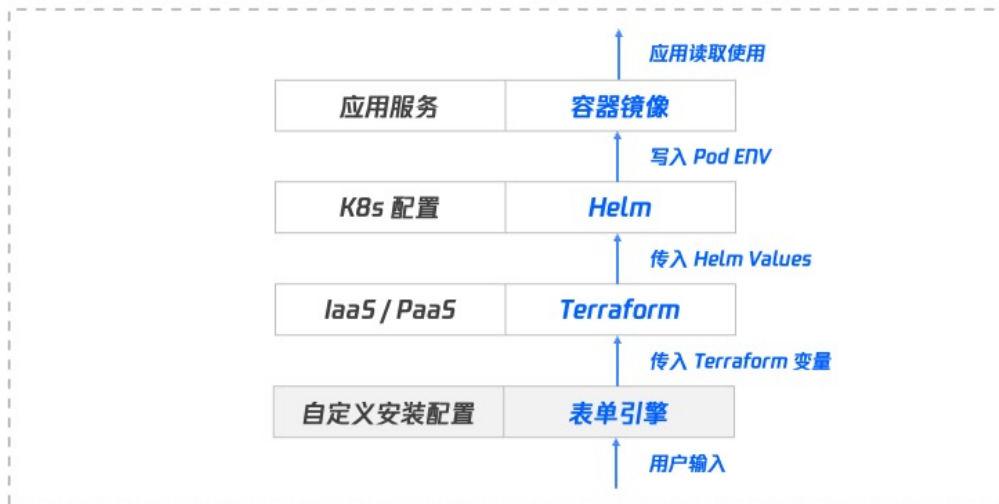 应用读取使用
应用服务 容器镜像
写入 Pod ENV
K8s 配置 Helm
传入 Helm Values
IaaS / PaaS Terraform
传入 Terraform 变量
自定义安装配置 表单引擎
用户输入